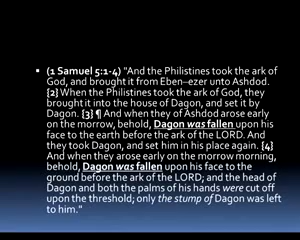 (1 Samuel 5:1-4) "And the Philistines took the ark of
God, and brought it from Eben–ezer unto Ashdod.
{2} When the Philistines took the ark of God, they
brought it into the house of Dagon, and set it by
Dagon. {3} ¶ And when they of Ashdod arose early
on the morrow, behold, Dagon was fallen upon his
face to the earth before the ark of the LORD. And
they took Dagon, and set him in his place again. {4}
And when they arose early on the morrow morning,
behold, Dagon was fallen upon his face to the
ground before the ark of the LORD; and the head of
Dagon and both the palms of his hands were cut off
upon the threshold; only the stump of Dagon was left
to him."